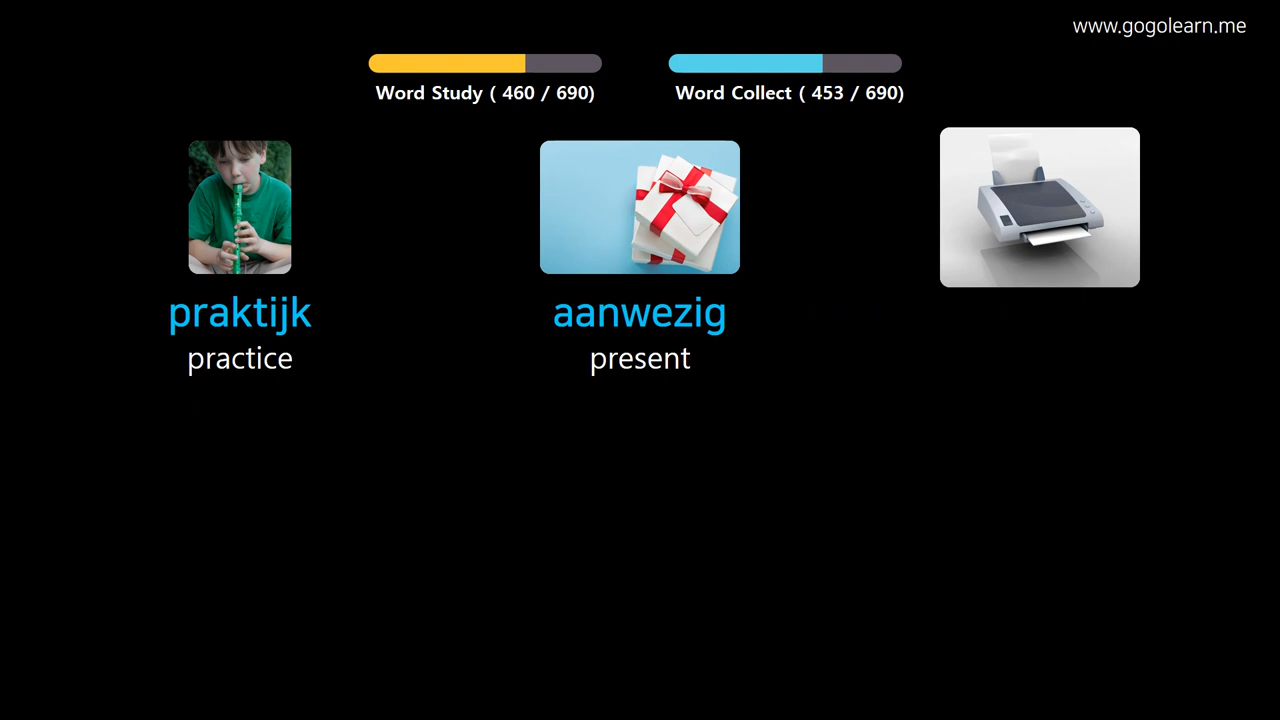 www.gogolearn.me
Word Study ( 460 / 690)
Word Collect ( 453 / 690)
praktijk
practice
aanwezig
present